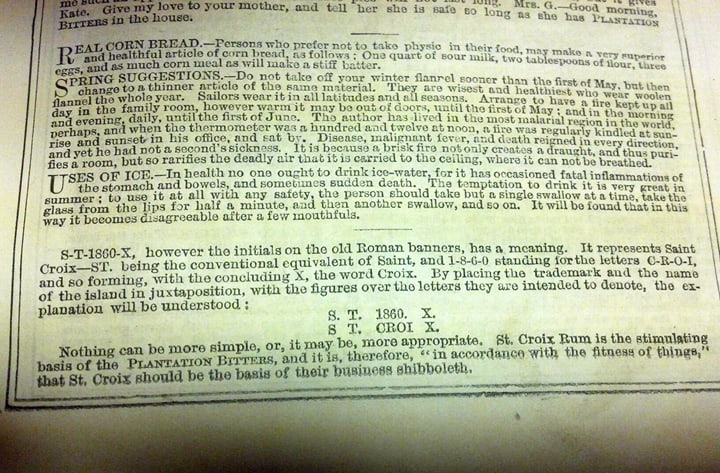 Kate. Give my love to your mother, and tell her she is safe so long as she has PLANTATION
BITTERS in the house. Mrs. G.—Good morning,
REAL CORN BREAD.—Persons who prefer not to take physic in their food, may make a very superior
and healthful article of corn bread, as follows: One quart of sour milk, two tablespoons of flour, three
eggs, and as much corn meal as will make a stiff batter.
SPRING SUGGESTIONS.—Do not take off your winter flannel sooner than the first of May, but then
change to a thinner article of the same material. They are wisest and healthiest who wear woolen
flannel the whole year. Sailors wear it in all latitudes and all seasons. Arrange to have a fire kept up all
day in the family room, however warm it may be out of doors, until the first of May; and in the morning
and evening, daily, until the first of June. The author has lived in the most malarial region in the world,
perhaps, and when the thermometer was a hundred and twelve at noon, a fire was regularly kindled at sun-
rise and sunset in his office, and sat by. Disease, malignant fever, and death reigned in every direction,
and yet he had not a second's sickness. It is because a brisk fire not only creates a draught, and thus puri-
fies a room, but so rarifies the deadly air that it is carried to the ceiling, where it can not be breathed.
USES OF ICE.—In health no one ought to drink ice-water, for it has occasioned fatal inflammations of
the stomach and bowels, and sometimes sudden death. The temptation to drink it is very great in
summer; to use it at all with any safety, the person should take but a single swallow at a time, take the
glass from the lips for half a minute, and then another swallow, and so on. It will be found that in this
way it becomes disagreeable after a few mouthfuls.
S-T-1860-X, however the initials on the old Roman banners, has a meaning. It represents Saint
Croix—ST. being the conventional equivalent of Saint, and 1-8-6-0 standing for the letters C-R-O-I,
and so forming, with the concluding X, the word Croix. By placing the trademark and the name
of the island in juxtaposition, with the figures over the letters they are intended to denote, the ex-
planation will be understood:
S. T. 1860. X.
S T. CROI X.
Nothing can be more simple, or, it may be, more appropriate. St. Croix Rum is the stimulating
basis of the PLANTATION BITTERS, and it is, therefore, "in accordance with the fitness of things,"
that St. Croix should be the basis of their business shibboleth.